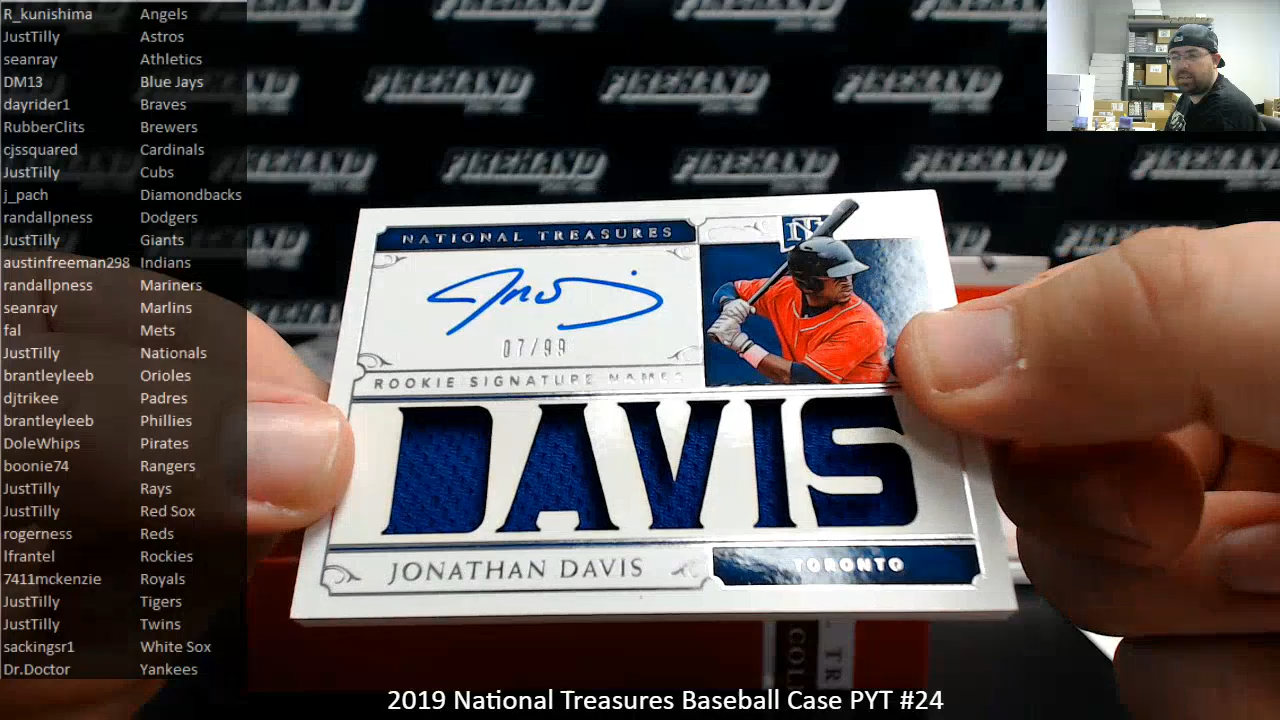 R_kunishima Angels
JustTilly Astros
seanray Athletics
DM13 Blue Jays
dayrider1 Braves
RubberClits Brewers
cjssquared Cardinals
JustTilly Cubs
j_pach Diamondbacks
randallpness Dodgers
JustTilly Giants
austinfreeman298 Indians
randallpness Mariners
seanray Marlins
fal Mets
JustTilly Nationals
brantleyleeb Orioles
djtrikee Padres
brantleyleeb Phillies
DoleWhips Pirates
boonie74 Rangers
JustTilly Rays
JustTilly Red Sox
rogerness Reds
lfrantel Rockies
7411mckenzie Royals
JustTilly Tigers
JustTilly Twins
sackingsr1 White Sox
Dr.Doctor Yankees
FIREHAND
NATIONAL TREASURES
07/99
ROOKIE SIGNATURE NAMES
DAVIS
JONATHAN DAVIS
TORONTO
2019 National Treasures Baseball Case PYT #24